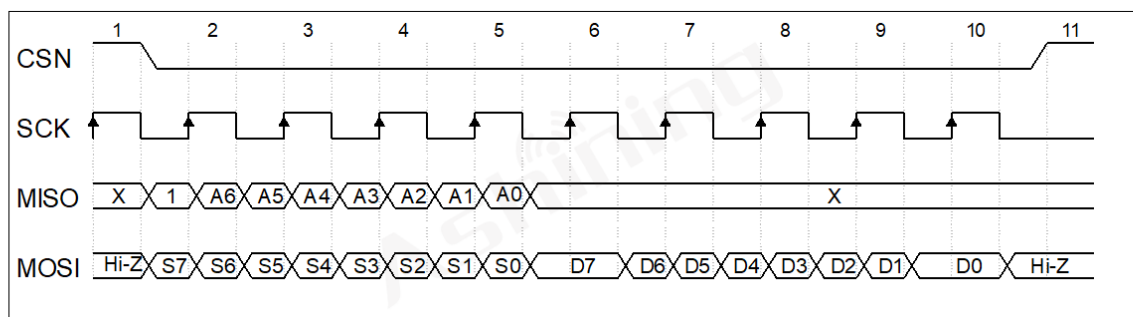 1 2 3 4 5 6 7 8 9 10 11
CSN
SCK
MISO X 1 A6 A5 A4 A3 A2 A1 A0 X
MOSI Hi-Z S7 S6 S5 S4 S3 S2 S1 S0 D7 D6 D5 D4 D3 D2 D1 D0 Hi-Z
Ashining